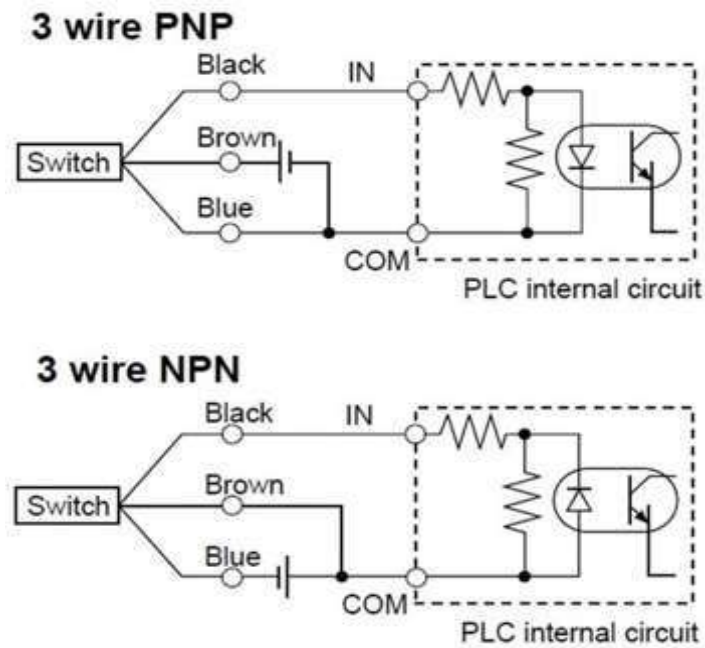 3 wire PNP
Black IN
Brown
Switch
Blue
COM
PLC internal circuit
3 wire NPN
Black IN
Brown
Switch
Blue
COM
PLC internal circuit